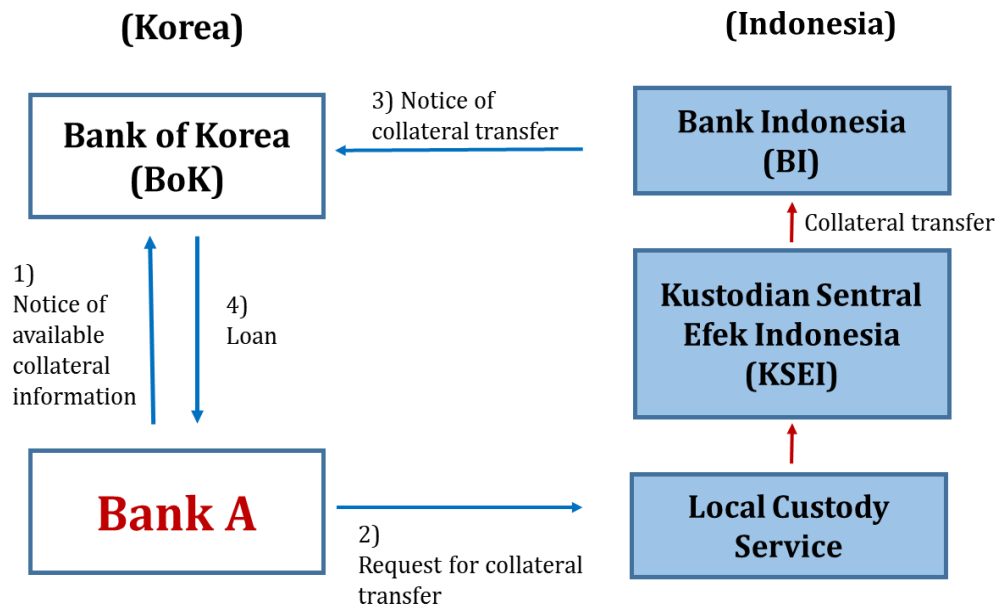 (Korea)
(Indonesia)
Bank of Korea
(BoK)
3) Notice of
collateral transfer
Bank Indonesia
(BI)
Collateral transfer
1)
Notice of
available
collateral
information
4)
Loan
Kustodian Sentral
Efek Indonesia
(KSEI)
Bank A
2)
Request for collateral
transfer
Local Custody
Service